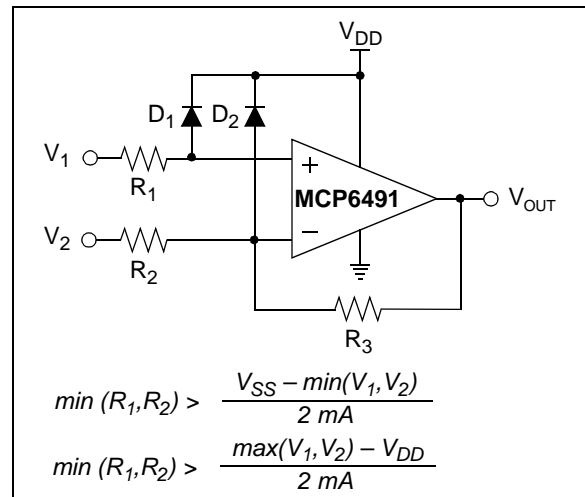 V_DD
D_1 D_2
V_1
R_1
+
MCP6491
V_OUT
V_2
−
R_2
R_3
min (R_1,R_2) > V_SS – min(V_1,V_2) / 2 mA
min (R_1,R_2) > max(V_1,V_2) – V_DD / 2 mA